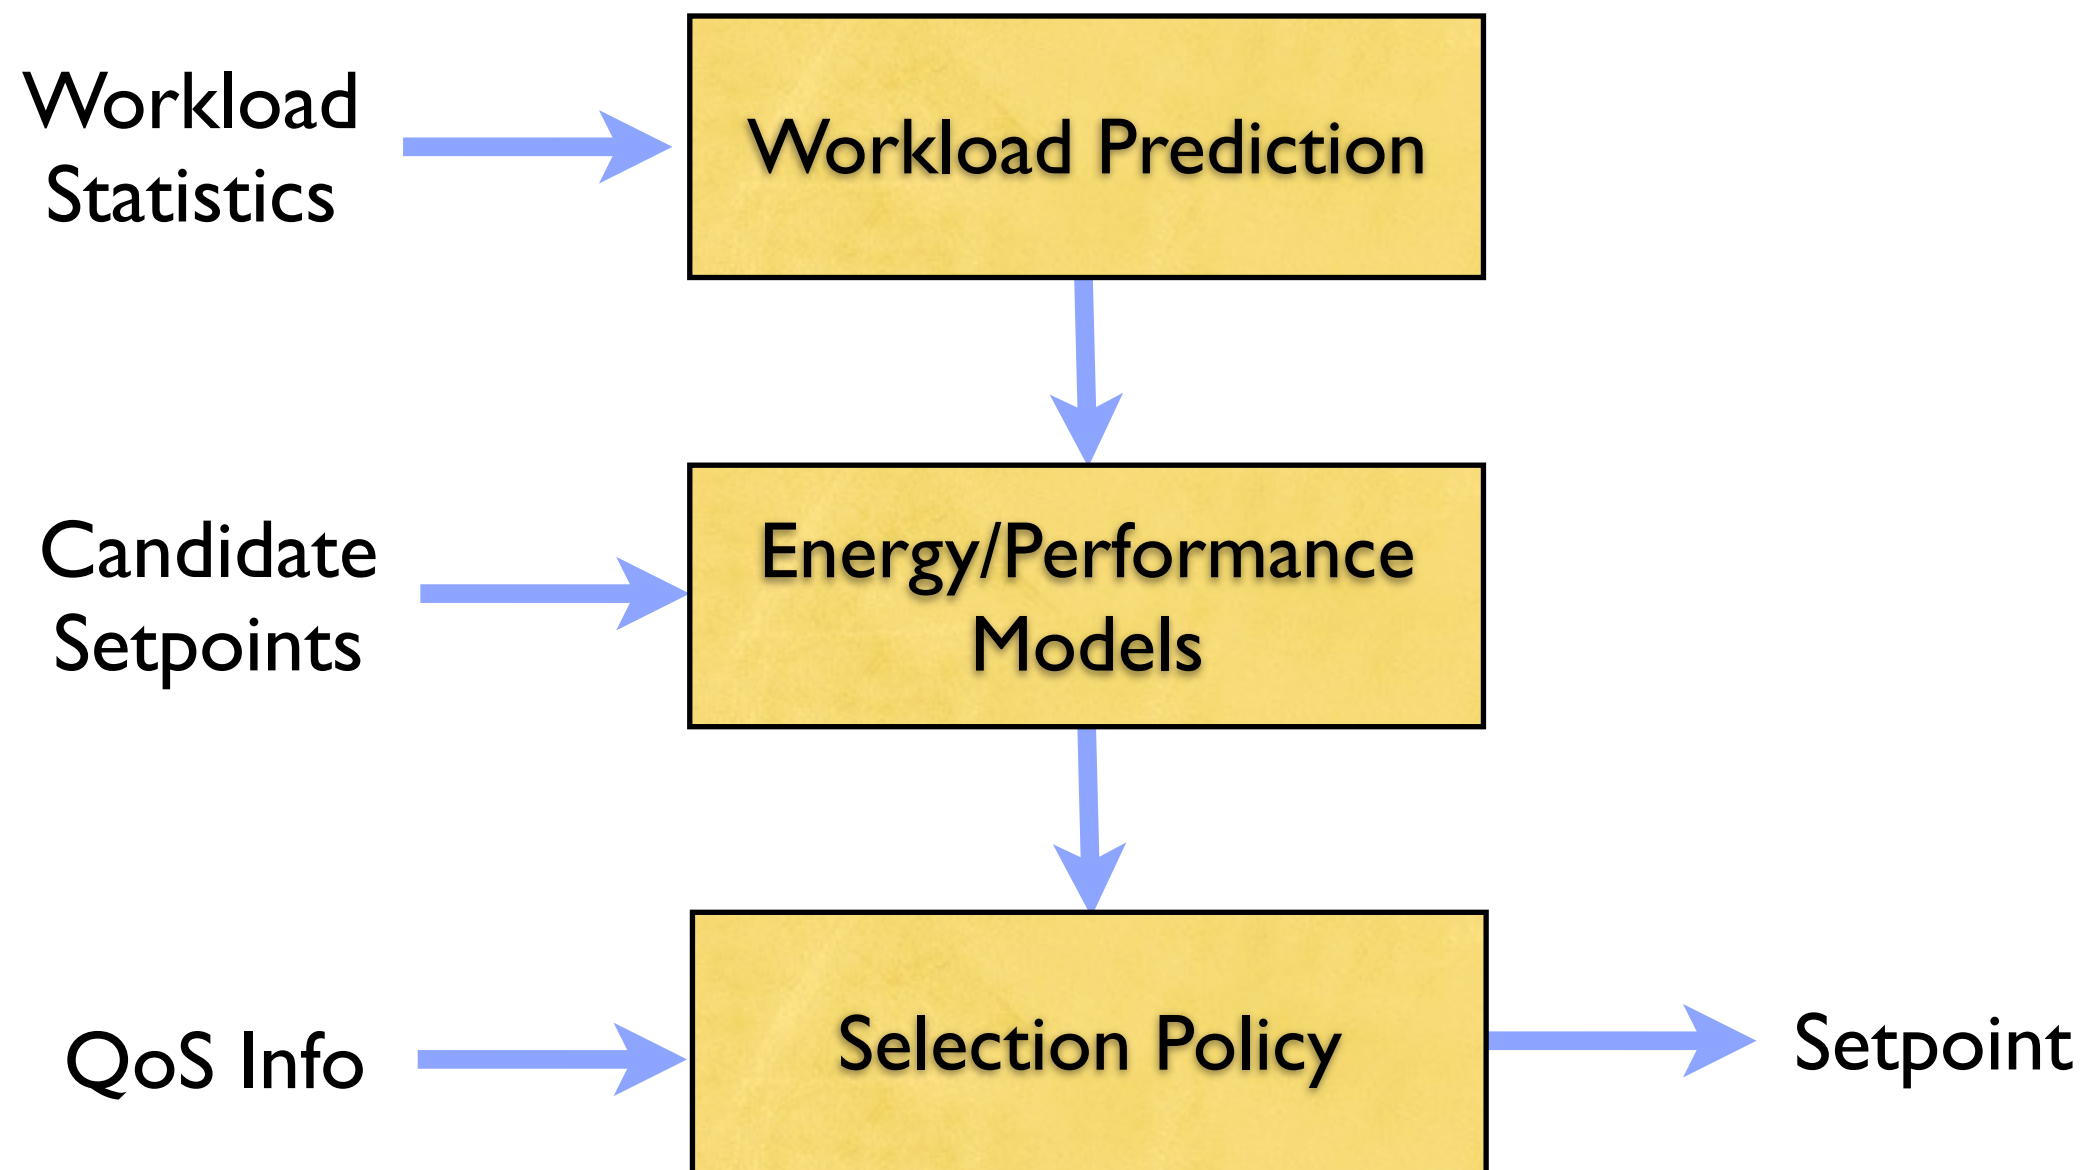 Workload
Statistics
Workload Prediction
Candidate
Setpoints
Energy/Performance
Models
QoS Info
Selection Policy
Setpoint